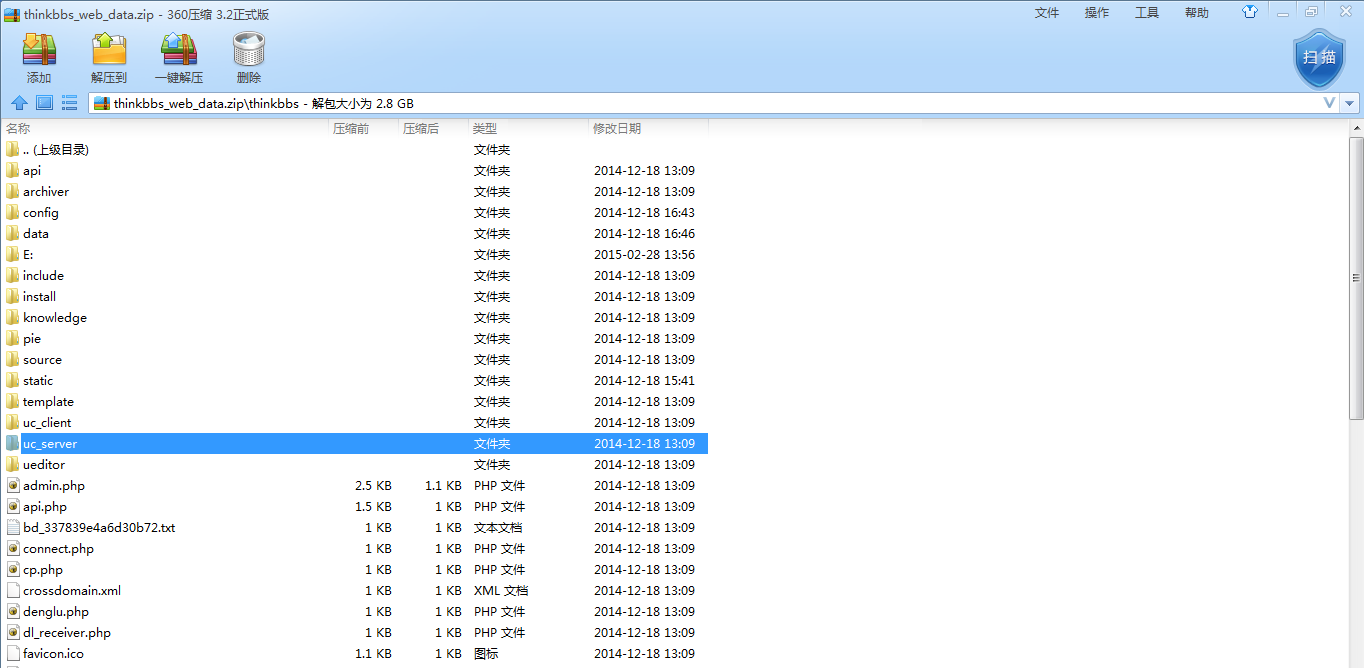 thinkbbs_web_data.zip - 360压缩 3.2正式版 文件 操作 工具 帮助
添加 解压到 一键解压 删除 扫描
thinkbbs_web_data.zip\thinkbbs - 解包大小为 2.8 GB
名称 压缩前 压缩后 类型 修改日期
.. (上级目录) 文件夹
api 文件夹 2014-12-18 13:09
archiver 文件夹 2014-12-18 13:09
config 文件夹 2014-12-18 16:43
data 文件夹 2014-12-18 16:46
E: 文件夹 2015-02-28 13:56
include 文件夹 2014-12-18 13:09
install 文件夹 2014-12-18 13:09
knowledge 文件夹 2014-12-18 13:09
pie 文件夹 2014-12-18 13:09
source 文件夹 2014-12-18 13:09
static 文件夹 2014-12-18 15:41
template 文件夹 2014-12-18 13:09
uc_client 文件夹 2014-12-18 13:09
uc_server 文件夹 2014-12-18 13:09
ueditor 文件夹 2014-12-18 13:09
admin.php 2.5 KB 1.1 KB PHP 文件 2014-12-18 13:09
api.php 1.5 KB 1 KB PHP 文件 2014-12-18 13:09
bd_337839e4a6d30b72.txt 1 KB 1 KB 文本文档 2014-12-18 13:09
connect.php 1 KB 1 KB PHP 文件 2014-12-18 13:09
cp.php 1 KB 1 KB PHP 文件 2014-12-18 13:09
crossdomain.xml 1 KB 1 KB XML 文档 2014-12-18 13:09
denglu.php 1 KB 1 KB PHP 文件 2014-12-18 13:09
dl_receiver.php 1 KB 1 KB PHP 文件 2014-12-18 13:09
favicon.ico 1.1 KB 1 KB 图标 2014-12-18 13:09